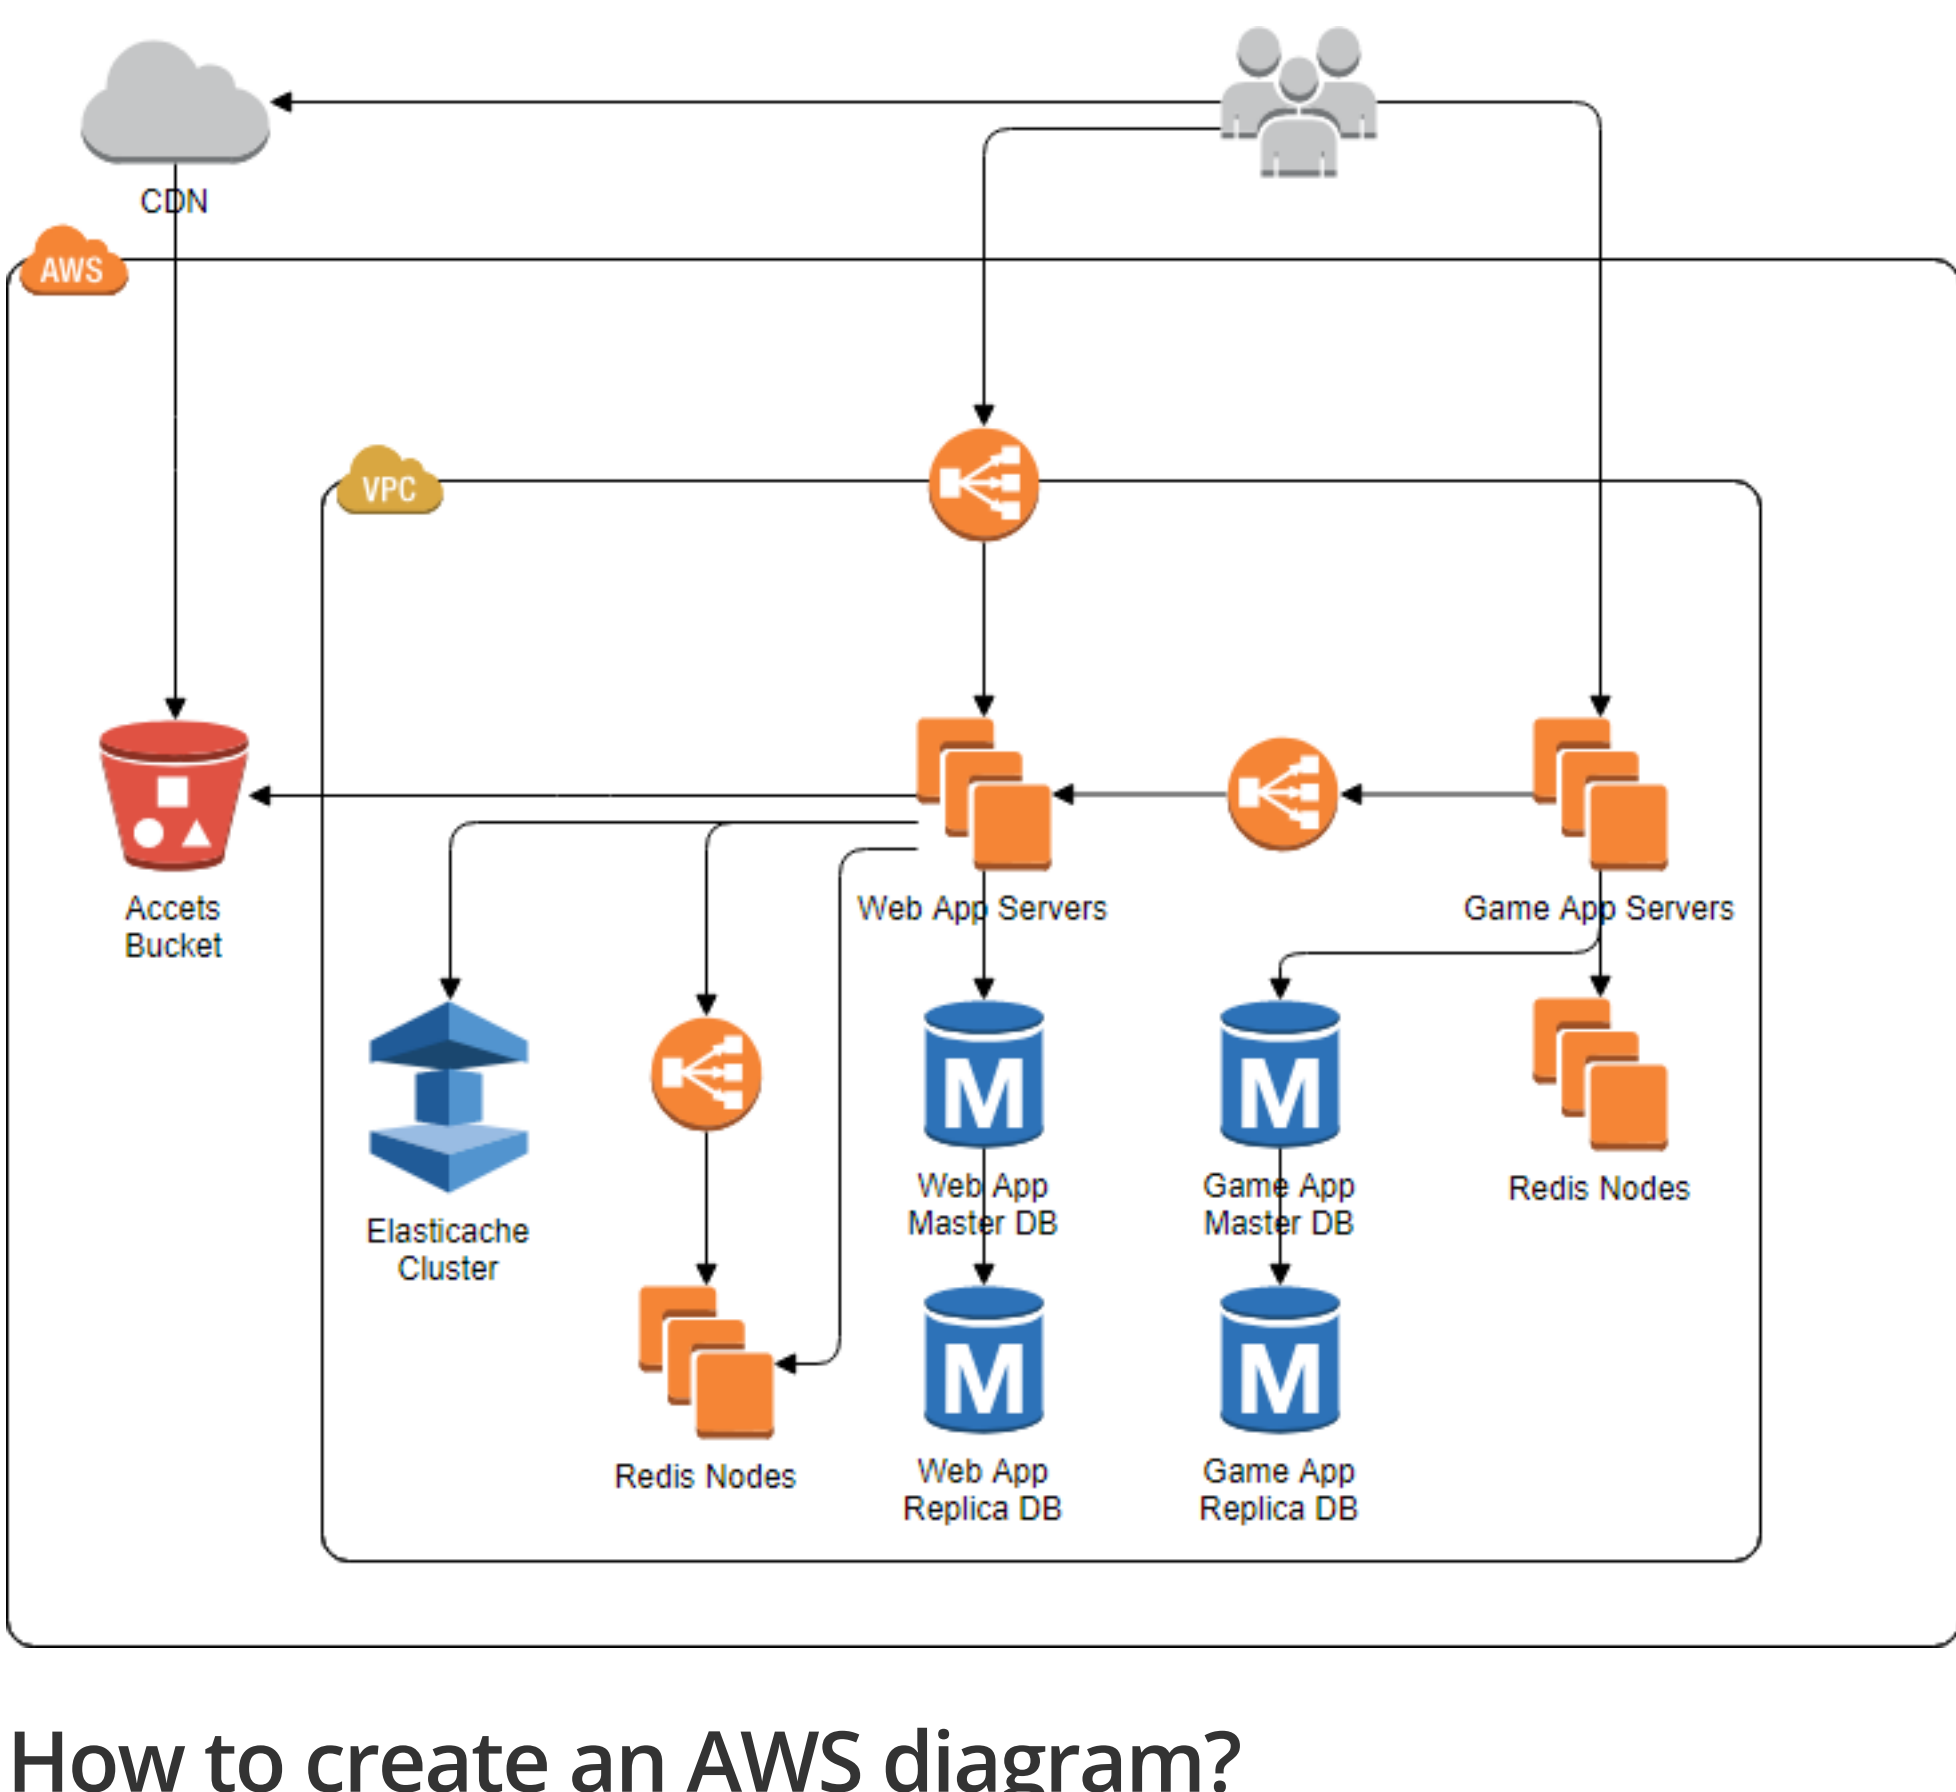 CDN
AWS
VPC
Accets
Bucket
Web App Servers
Game App Servers
Elasticache
Cluster
Redis Nodes
M
Web App
Master DB
M
Game App
Master DB
Redis Nodes
M
Web App
Replica DB
M
Game App
Replica DB
How to create an AWS diagram?